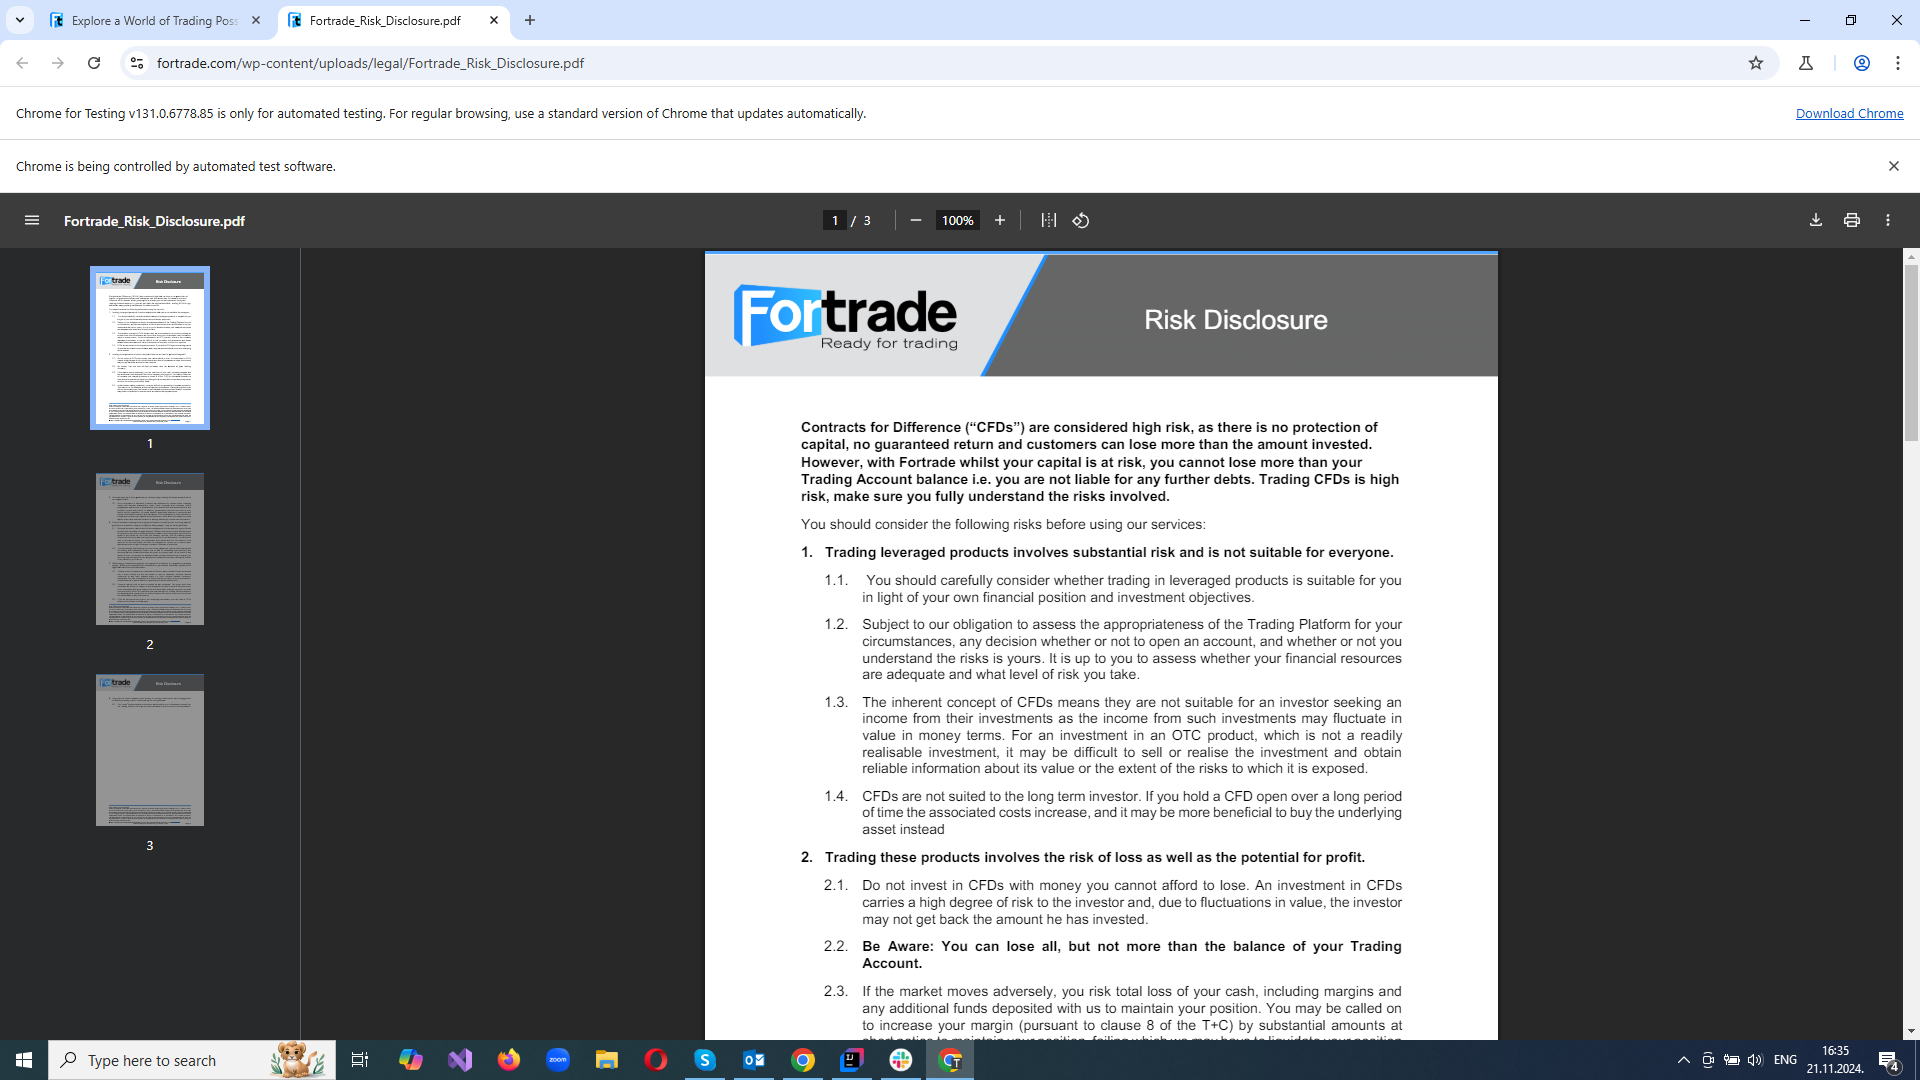 Explore a World of Trading Pos
Fortrade_Risk_Disclosure.pdf
fortrade.com/wp-content/uploads/legal/Fortrade_Risk_Disclosure.pdf
Chrome for Testing v131.0.6778.85 is only for automated testing. For regular browsing, use a standard version of Chrome that updates automatically.
Download Chrome
Chrome is being controlled by automated test software.
Fortrade_Risk_Disclosure.pdf
1 / 3
100%
Fortrade
Risk Disclosure
1
Fortrade
Risk Disclosure
2
Fortrade
Risk Disclosure
3
Fortrade
Ready for trading
Risk Disclosure
Contracts for Difference (“CFDs”) are considered high risk, as there is no protection of
capital, no guaranteed return and customers can lose more than the amount invested.
However, with Fortrade whilst your capital is at risk, you cannot lose more than your
Trading Account balance i.e. you are not liable for any further debts. Trading CFDs is high
risk, make sure you fully understand the risks involved.
You should consider the following risks before using our services:
1. Trading leveraged products involves substantial risk and is not suitable for everyone.
1.1. You should carefully consider whether trading in leveraged products is suitable for you
in light of your own financial position and investment objectives.
1.2. Subject to our obligation to assess the appropriateness of the Trading Platform for your
circumstances, any decision whether or not to open an account, and whether or not you
understand the risks is yours. It is up to you to assess whether your financial resources
are adequate and what level of risk you take.
1.3. The inherent concept of CFDs means they are not suitable for an investor seeking an
income from their investments as the income from such investments may fluctuate in
value in money terms. For an investment in an OTC product, which is not a readily
realisable investment, it may be difficult to sell or realise the investment and obtain
reliable information about its value or the extent of the risks to which it is exposed.
1.4. CFDs are not suited to the long term investor. If you hold a CFD open over a long period
of time the associated costs increase, and it may be more beneficial to buy the underlying
asset instead
2. Trading these products involves the risk of loss as well as the potential for profit.
2.1. Do not invest in CFDs with money you cannot afford to lose. An investment in CFDs
carries a high degree of risk to the investor and, due to fluctuations in value, the investor
may not get back the amount he has invested.
2.2. Be Aware: You can lose all, but not more than the balance of your Trading
Account.
2.3. If the market moves adversely, you risk total loss of your cash, including margins and
any additional funds deposited with us to maintain your position. You may be called on
to increase your margin (pursuant to clause 8 of the T+C) by substantial amounts at
Type here to search
zoom
ENG
16:35
21.11.2024.
4